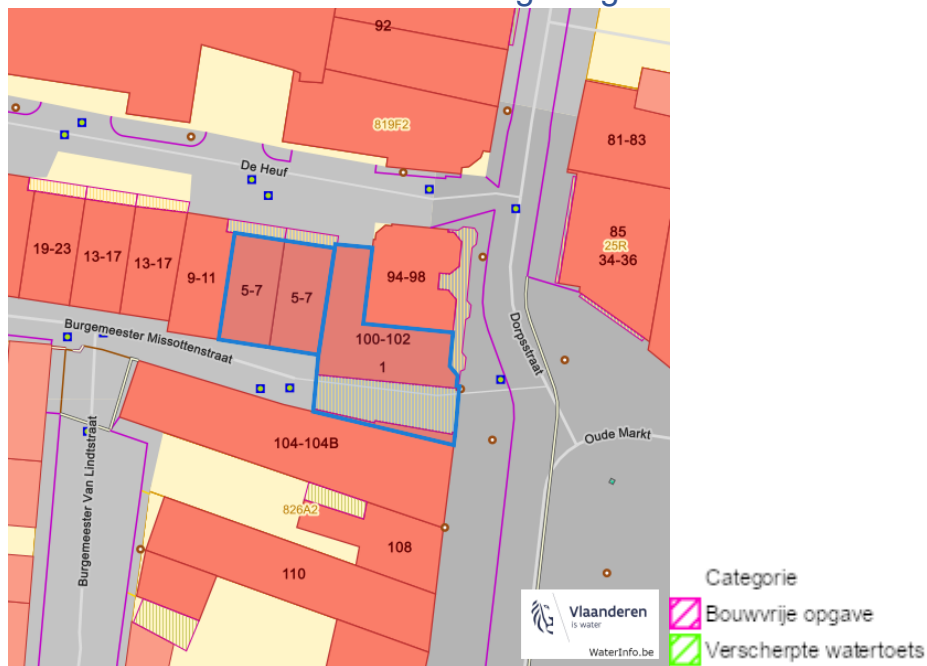 92
819F2
81-83
De Heuf
85
25R
34-36
19-23
13-17
13-17
9-11
5-7
5-7
94-98
100-102
1
Burgemeester Missottenstraat
Dorpsstraat
Oude Markt
104-104B
Burgemeester Van Lindtstraat
826A2
108
110
Vlaanderen
is water
WaterInfo.be
Categorie
Bouwvrije opgave
Verscherpte watertoets